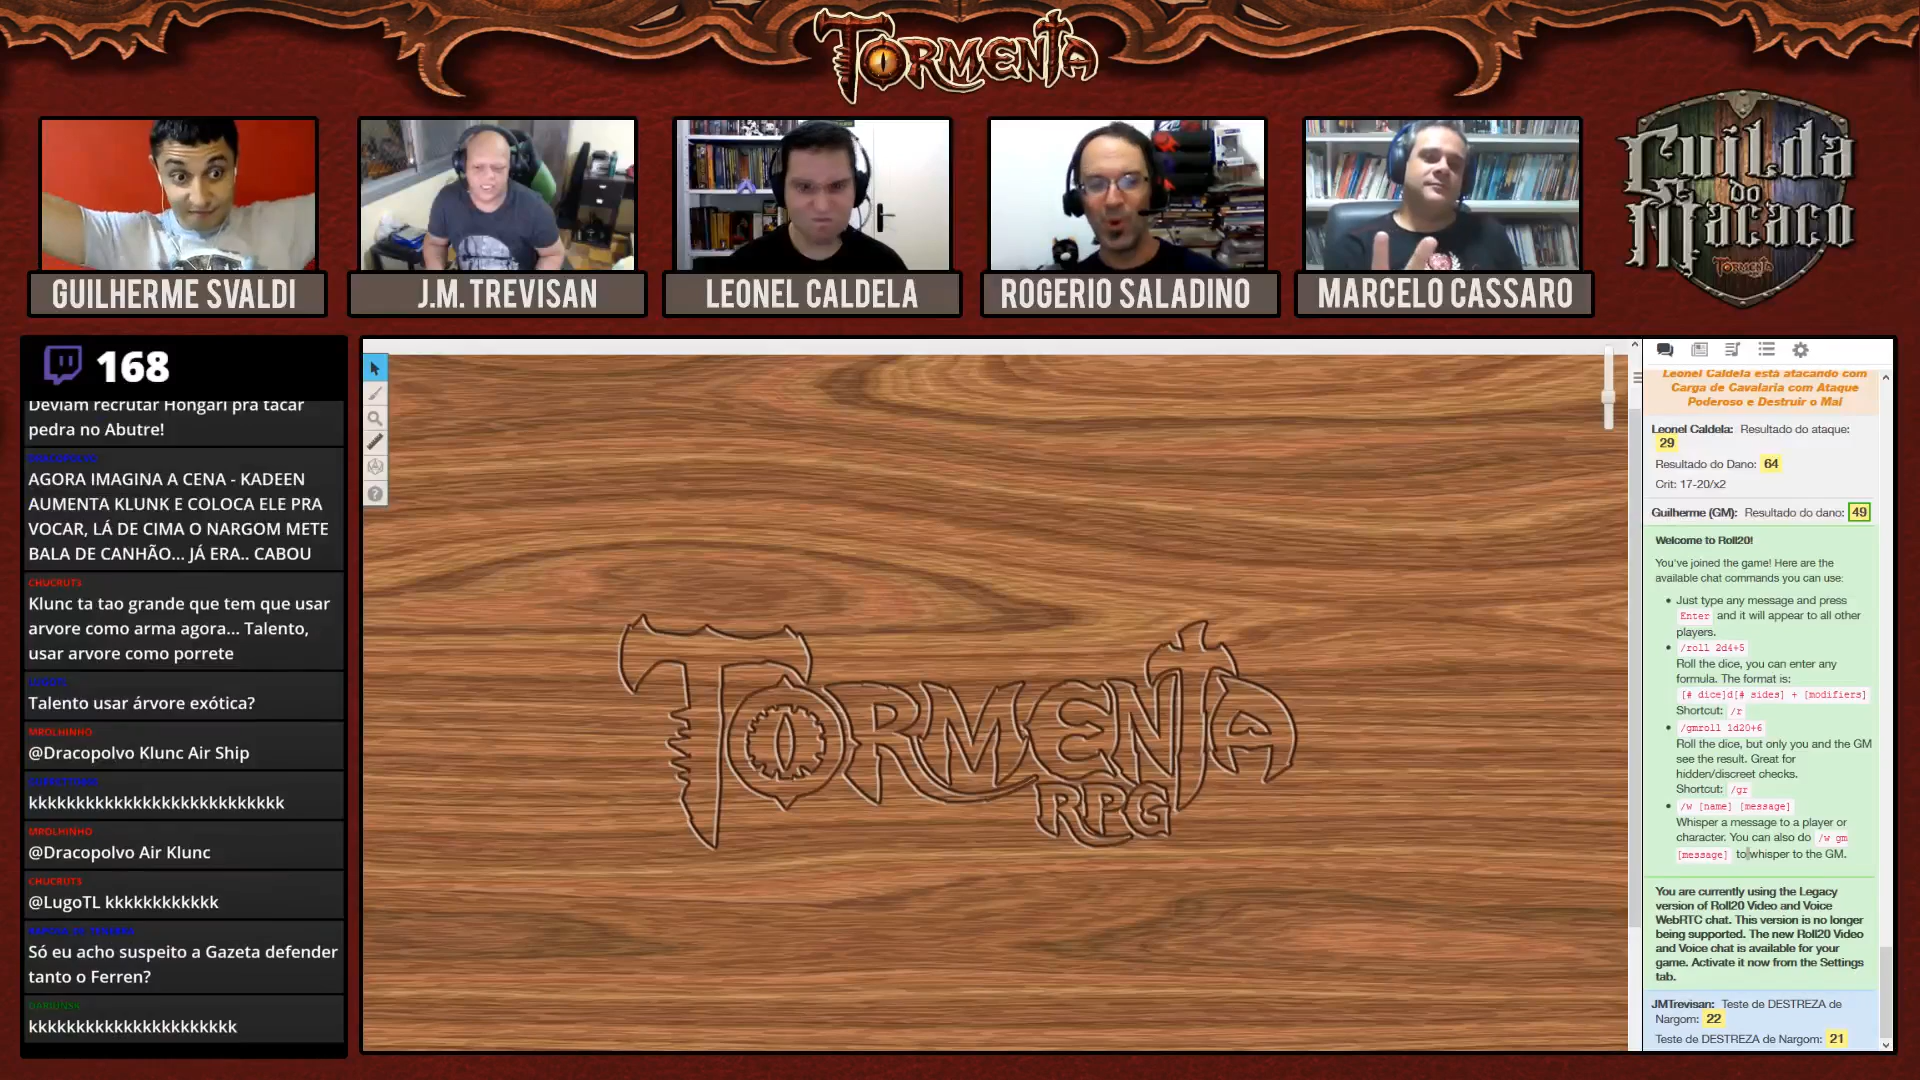 TORMENTA
GUILHERME SVALDI
J.M. TREVISAN
LEONEL CALDELA
ROGERIO SALADINO
MARCELO CASSARO
Guilda
do
Macaco
TORMENTA
168
Deviam recrutar Hongari pra tacar
pedra no Abutre!
AGORA IMAGINA A CENA - KADEEN
AUMENTA KLUNK E COLOCA ELE PRA
VOCAR, LÁ DE CIMA O NARGOM METE
BALA DE CANHÃO... JÁ ERA.. CABOU
CHUCRUT3
Klunc ta tao grande que tem que usar
arvore como arma agora... Talento,
usar arvore como porrete
LUGOTL
Talento usar árvore exótica?
MROLHINHO
@Dracopolvo Klunc Air Ship
kkkkkkkkkkkkkkkkkkkkkkkkkkk
MROLHINHO
@Dracopolvo Air Klunc
CHUCRUT3
@LugoTL kkkkkkkkkkkk
Só eu acho suspeito a Gazeta defender
tanto o Ferren?
kkkkkkkkkkkkkkkkkkkkkk
TORMENTA
RPG
Leonel Caldela está atacando com
Carga de Cavalaria com Ataque
Poderoso e Destruir o Mal
Leonel Caldela: Resultado do ataque:
29
Resultado do Dano: 64
Crit: 17-20/x2
Guilherme (GM): Resultado do dano: 49
Welcome to Roll20!
You've joined the game! Here are the
available chat commands you can use:
• Just type any message and press
Enter and it will appear to all other
players.
• /roll 2d4+5
Roll the dice, you can enter any
formula. The format is:
[# dice]d[# sides] + [modifiers]
Shortcut: /r
• /gmroll 1d20+6
Roll the dice, but only you and the GM
see the result. Great for
hidden/discreet checks.
Shortcut: /gr
• /w [name] [message]
Whisper a message to a player or
character. You can also do /w gm
[message] to whisper to the GM.
You are currently using the Legacy
version of Roll20 Video and Voice
WebRTC chat. This version is no longer
being supported. The new Roll20 Video
and Voice chat is available for your
game. Activate it now from the Settings
tab.
JMTrevisan: Teste de DESTREZA de
Nargom: 22
Teste de DESTREZA de Nargom: 21